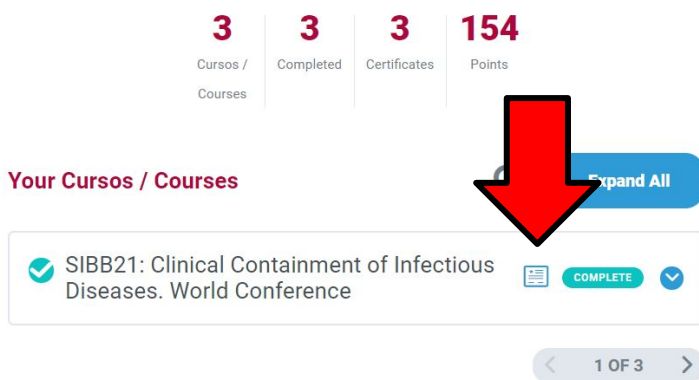 3 3 3 154
Cursos / Completed Certificates Points
Courses
Your Cursos / Courses
Expand All
SIBB21: Clinical Containment of Infectious
Diseases. World Conference
COMPLETE
1 OF 3